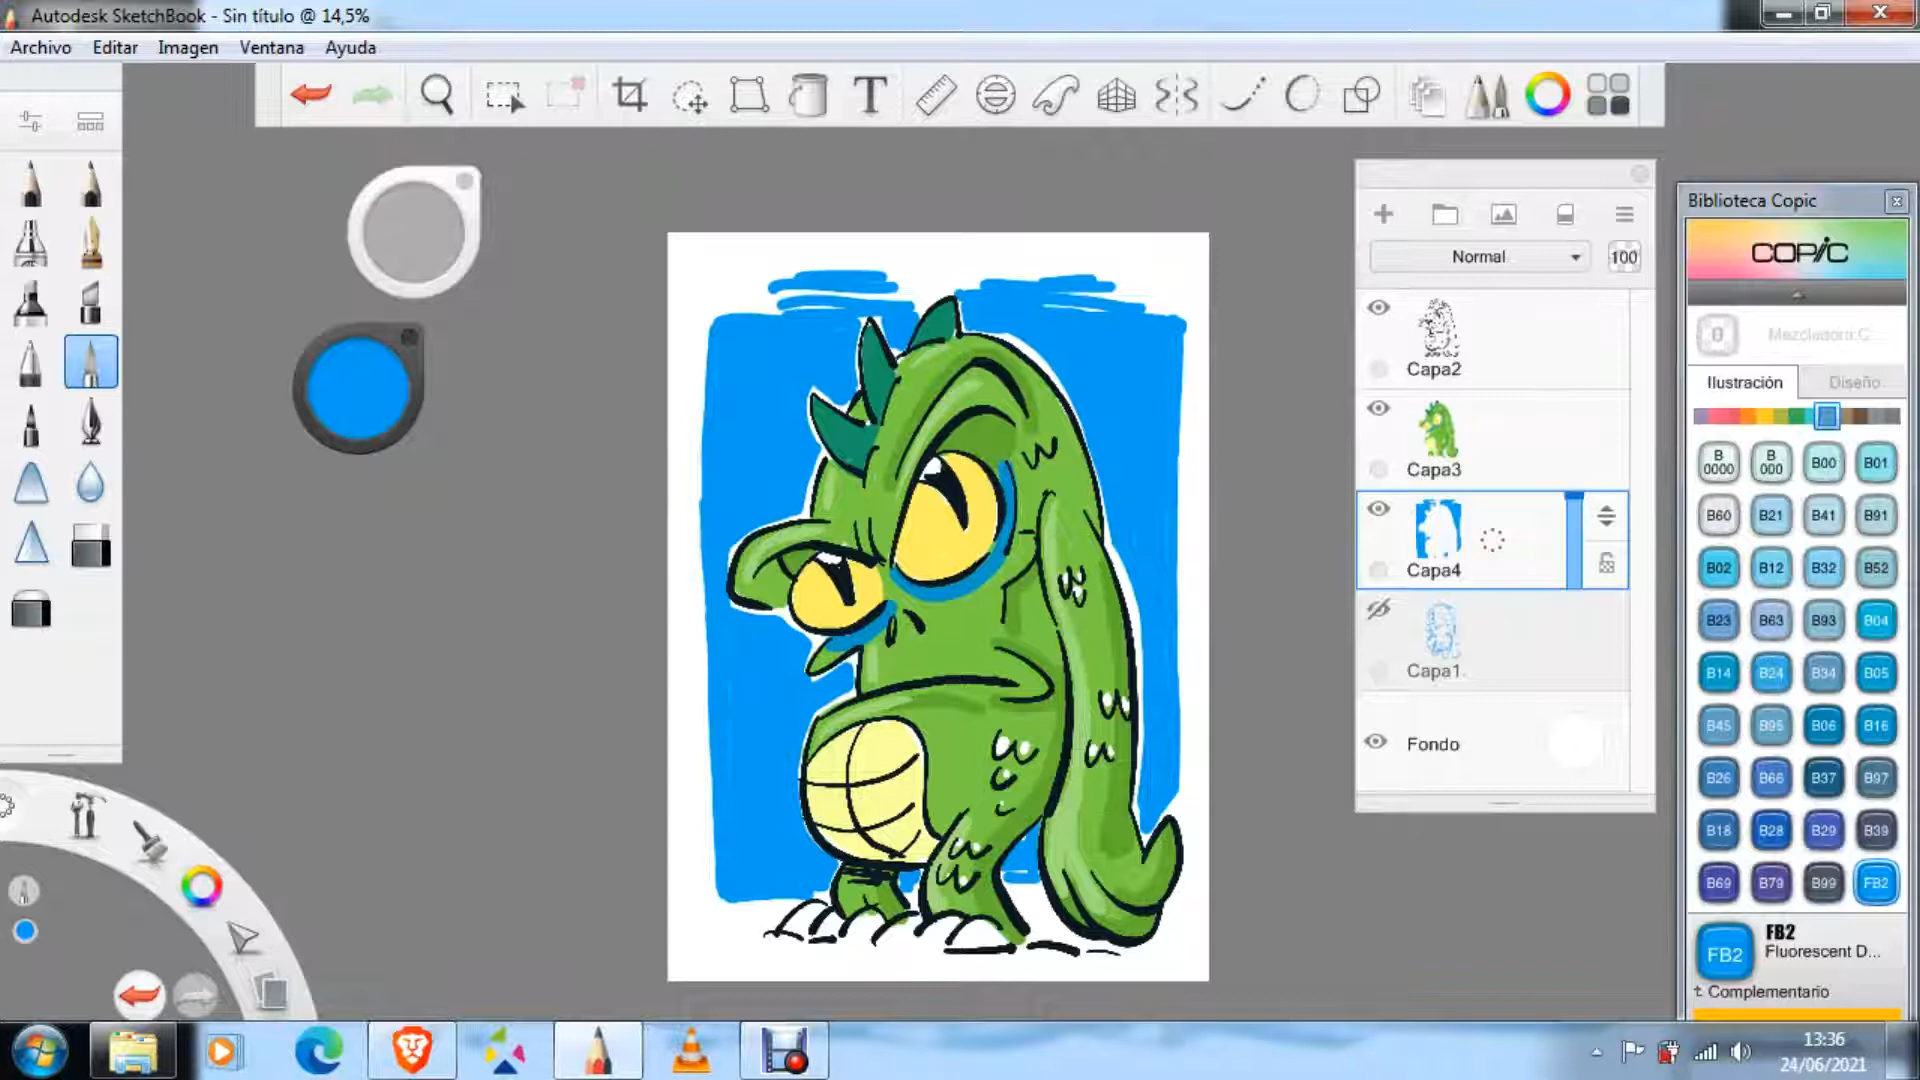 Autodesk SketchBook - Sin título @ 14,5%
Archivo Editar Imagen Ventana Ayuda
T
Biblioteca Copic
COPIC
Normal 100
0 Mezcladora C...
Ilustración Diseño
Capa2
Capa3
Capa4
Capa1
Fondo
B 0000 B 000 B00 B01
B60 B21 B41 B91
B02 B12 B32 B52
B23 B63 B93 B04
B14 B24 B34 B05
B45 B95 B06 B16
B26 B66 B37 B97
B18 B28 B29 B39
B69 B79 B99 FB2
FB2 FB2
Fluorescent D...
Complementario
13:36
24/06/2021